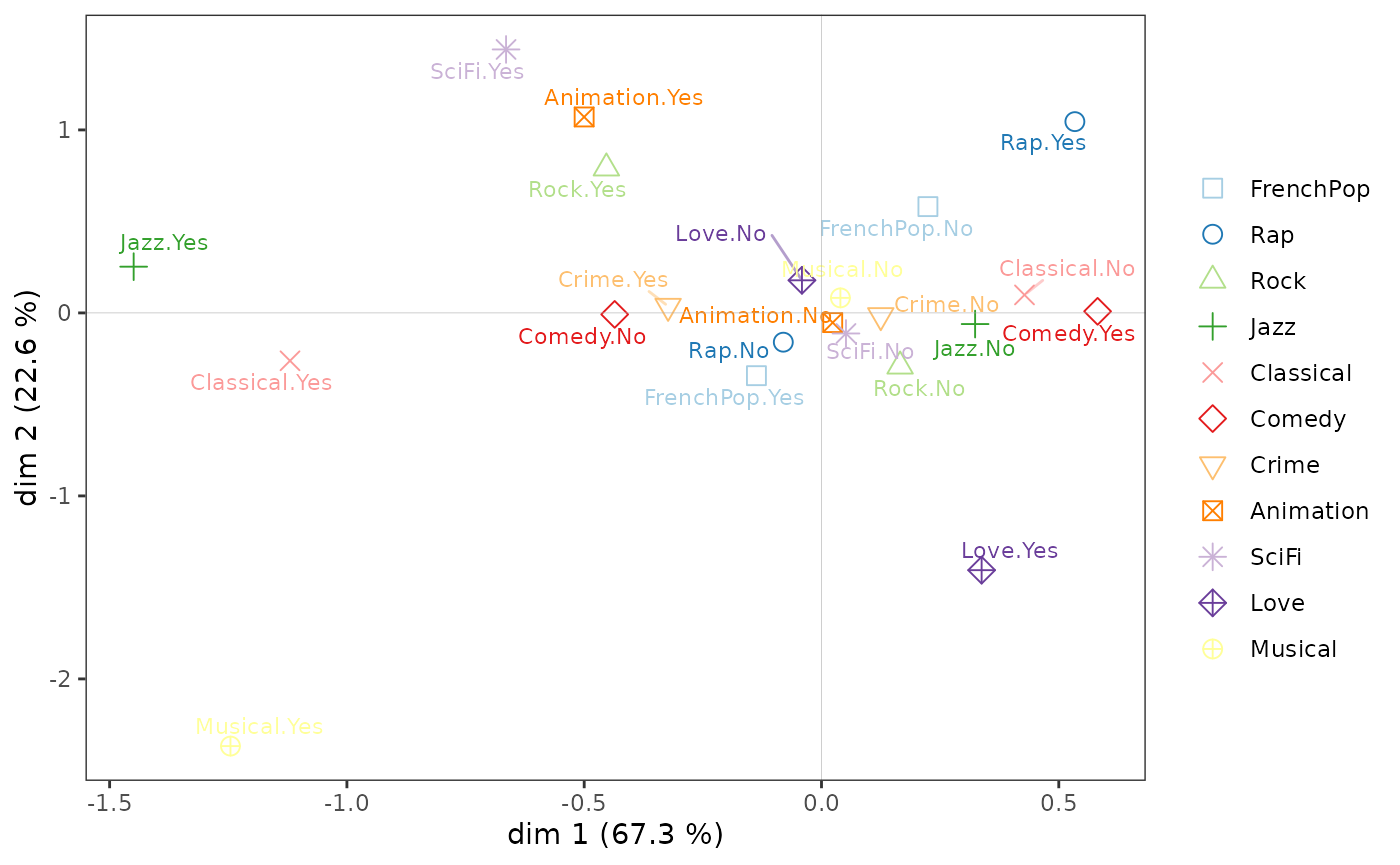 SciFi.Yes
Animation.Yes
Rap.Yes
Rock.Yes
FrenchPop.No
Love.No
Jazz.Yes
Musical.No
Classical.No
Crime.Yes
Crime.No
Animation.No
Comedy.No
Comedy.Yes
Rap.No
SciFi.No
Jazz.No
Classical.Yes
Rock.No
FrenchPop.Yes
Love.Yes
Musical.Yes
1
0
-1
-2
dim 2 (22.6 %)
-1.5
-1.0
-0.5
0.0
0.5
dim 1 (67.3 %)
FrenchPop
Rap
Rock
Jazz
Classical
Comedy
Crime
Animation
SciFi
Love
Musical